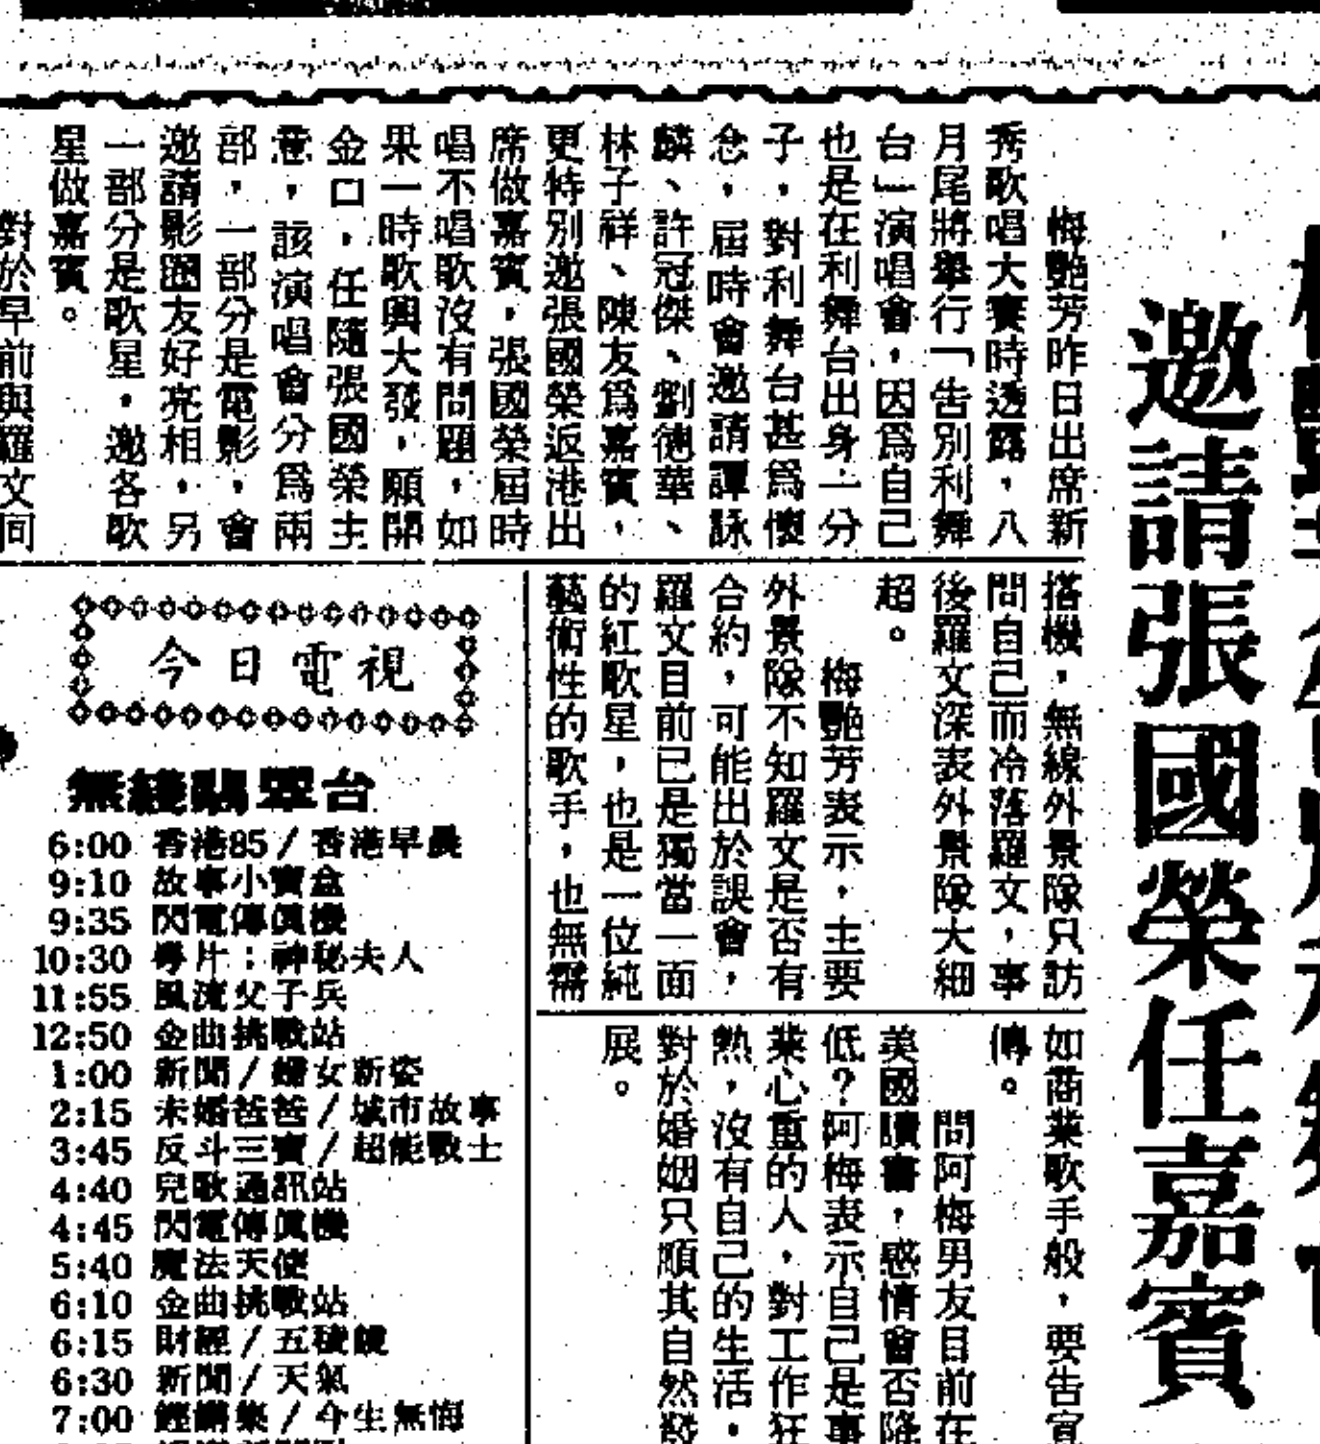 邀請張國榮任嘉賓
梅艷芳昨日出席新
秀歌唱大賽時透露，八
月尾將舉行「告別利舞
台」演唱會，因爲自己
也是在利舞台出身一分
子，對利舞台甚爲懷
念，屆時會邀請譚詠
麟、許冠傑、劉德華、
林子祥、陳友爲嘉賓，
更特別邀張國榮返港出
席做嘉賓，張國榮屆時
唱不唱歌沒有問題，如
果一時歌興大發，願開
金口，任隨張國榮主
意，該演唱會分爲兩
部，一部分是電影，會
邀請影圈友好亮相，另
一部分是歌星，邀各歌
星做嘉賓。
對於早前與羅文同
搭機，無線外景隊只訪
問自己而冷落羅文，事
後羅文深表外景隊大細
超。
梅艷芳表示，主要
外景隊不知羅文是否有
合約，可能出於誤會，
羅文目前已是獨當一面
的紅歌星，也是一位純
藝術性的歌手，也無需
如商業歌手般，要告宣
傳。
問阿梅男友目前在
美國讀書，感情會否降
低？阿梅表示自己是事
業心重的人，對工作狂
熱，沒有自己的生活，
對於婚姻只順其自然發
展。
今日電視
無綫翡翠台
6:00 香港85/香港早晨
9:10 故事小寶盒
9:35 閃電傳眞機
10:30 粵片：神秘夫人
11:55 風流父子兵
12:50 金曲挑戰站
1:00 新聞/婦女新姿
2:15 未婚爸爸/城市故事
3:45 反斗三寶/超能戰士
4:40 兒歌通訊站
4:45 閃電傳眞機
5:40 魔法天使
6:10 金曲挑戰站
6:15 財經/五穟饒
6:30 新聞/天氣
7:00 鏗鏘集/今生無悔